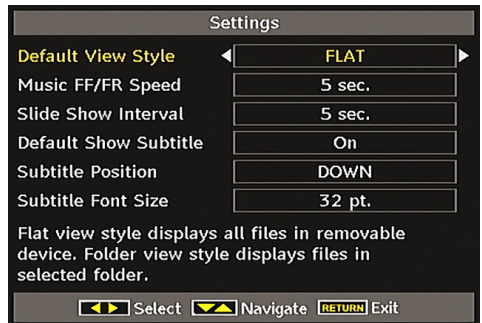 Settings
Default View Style FLAT
Music FF/FR Speed 5 sec.
Slide Show Interval 5 sec.
Default Show Subtitle On
Subtitle Position DOWN
Subtitle Font Size 32 pt.
Flat view style displays all files in removable
device. Folder view style displays files in
selected folder.
Select Navigate RETURN Exit